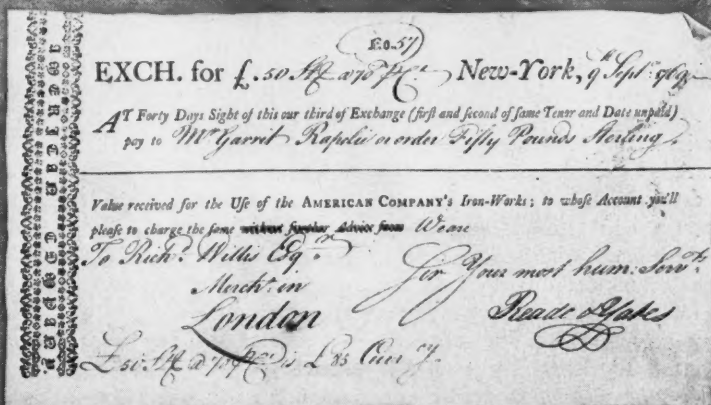 No. 57
EXCH. for £.50 Stg a 70 p Ct. New-York, 9th Septr. 1769
AT Forty Days Sight of this our third of Exchange (first and second of same Tenor and Date unpaid)
pay to Mr. Garrit Rapelie or order Fifty Pounds Sterling.
Value received for the Use of the AMERICAN COMPANY's Iron-Works; to whose Account you'll
please to charge the same without further Advice from We are
To Richd. Willis Esqr. Sir Your most hum: Servts.
Mercht. in
London Reade & Yates
£50 Stg a 70 p Ct. is £85 Curcy.